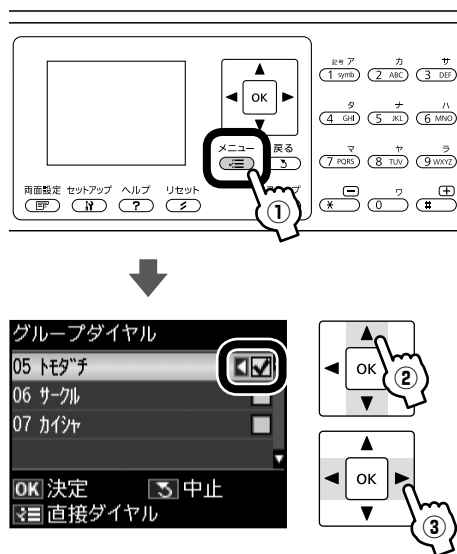 記号 ア カ サ
1 symb 2 ABC 3 DEF
タ ナ ハ
4 GHI 5 JKL 6 MNO
OK
メニュー 戻る
マ ヤ ラ
7 PQRS 8 TUV 9 WXYZ
両面設定 セットアップ ヘルプ リセット
?
ワ
* 0 #
①
グループダイヤル
05 トモダチ
06 サークル
07 カイシャ
OK 決定 中止
直接ダイヤル
OK
②
OK
③